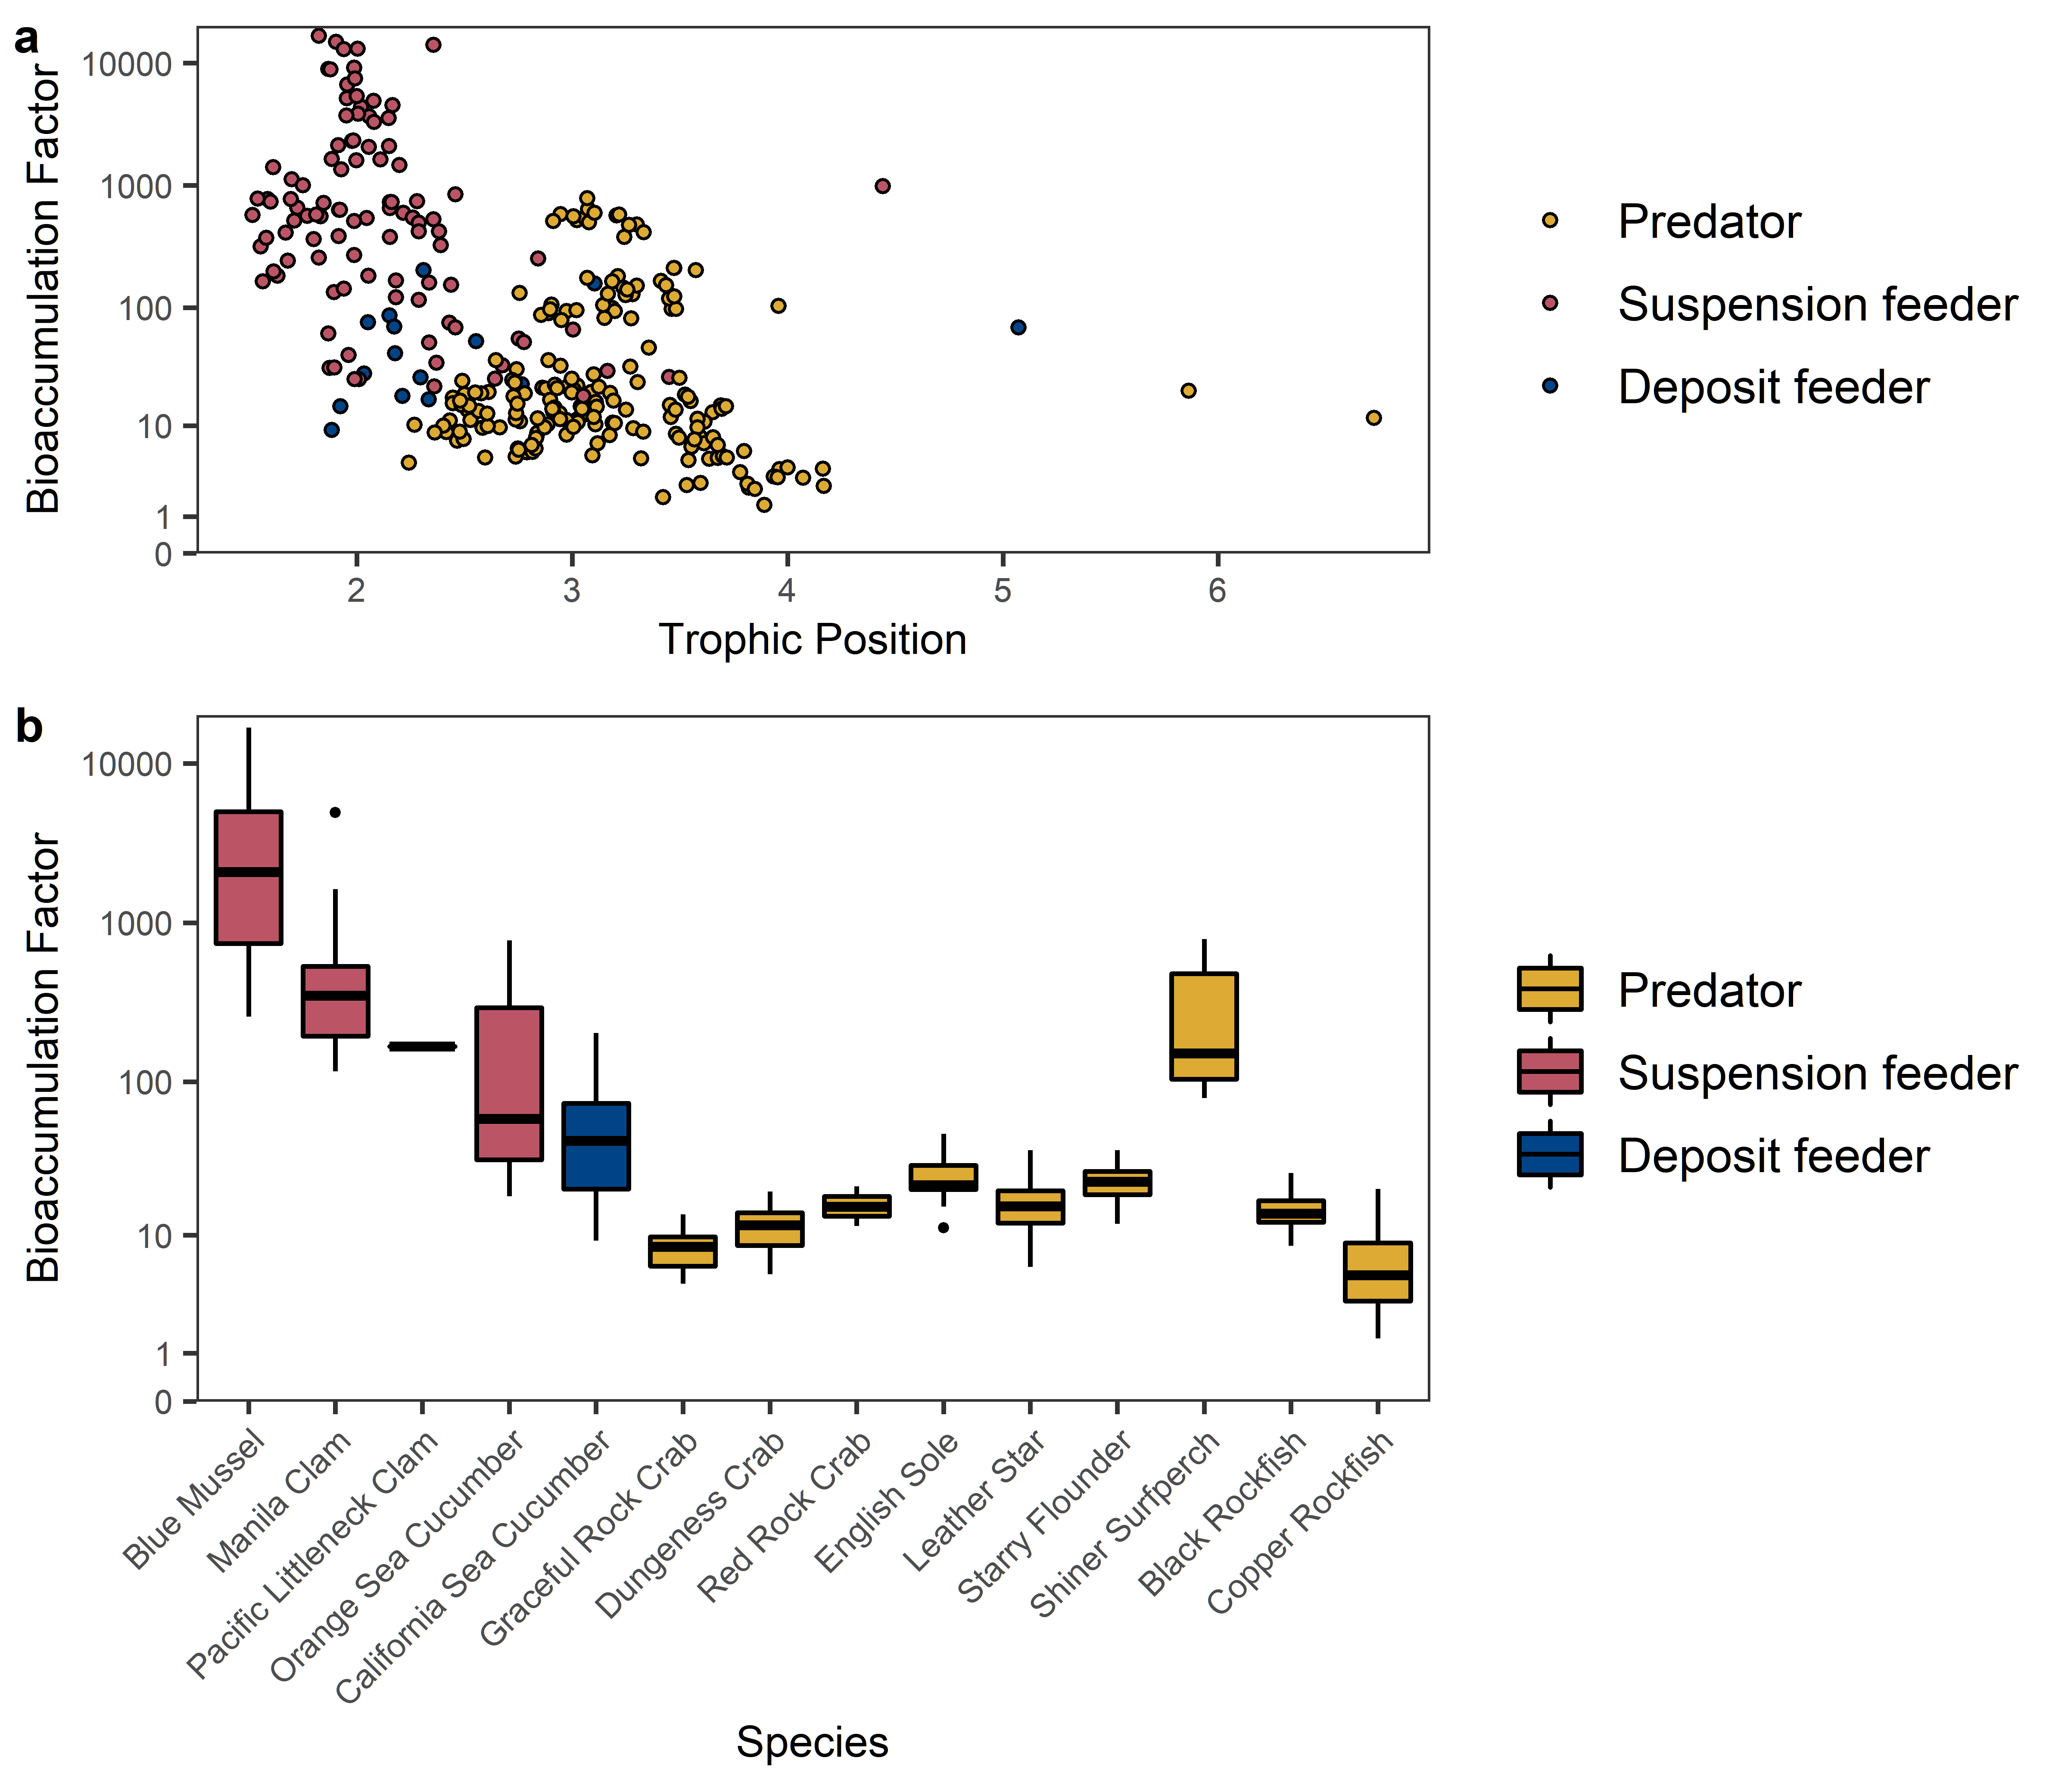 a
Bioaccumulation Factor
10000
1000
100
10
1
0
2
3
4
5
6
Trophic Position
Predator
Suspension feeder
Deposit feeder
b
Bioaccumulation Factor
10000
1000
100
10
1
0
Blue Mussel
Manila Clam
Pacific Littleneck Clam
Orange Sea Cucumber
California Sea Cucumber
Graceful Rock Crab
Dungeness Crab
Red Rock Crab
English Sole
Leather Star
Starry Flounder
Shiner Surfperch
Black Rockfish
Copper Rockfish
Species
Predator
Suspension feeder
Deposit feeder